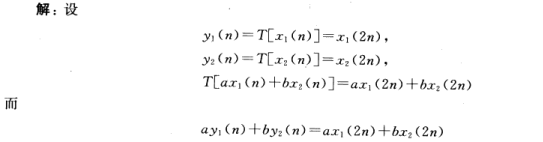 解：设
y₁(n)=T[x₁(n)]=x₁(2n),
y₂(n)=T[x₂(n)]=x₂(2n),
T[ax₁(n)+bx₂(n)]=ax₁(2n)+bx₂(2n)
而
ay₁(n)+by₂(n)=ax₁(2n)+bx₂(2n)